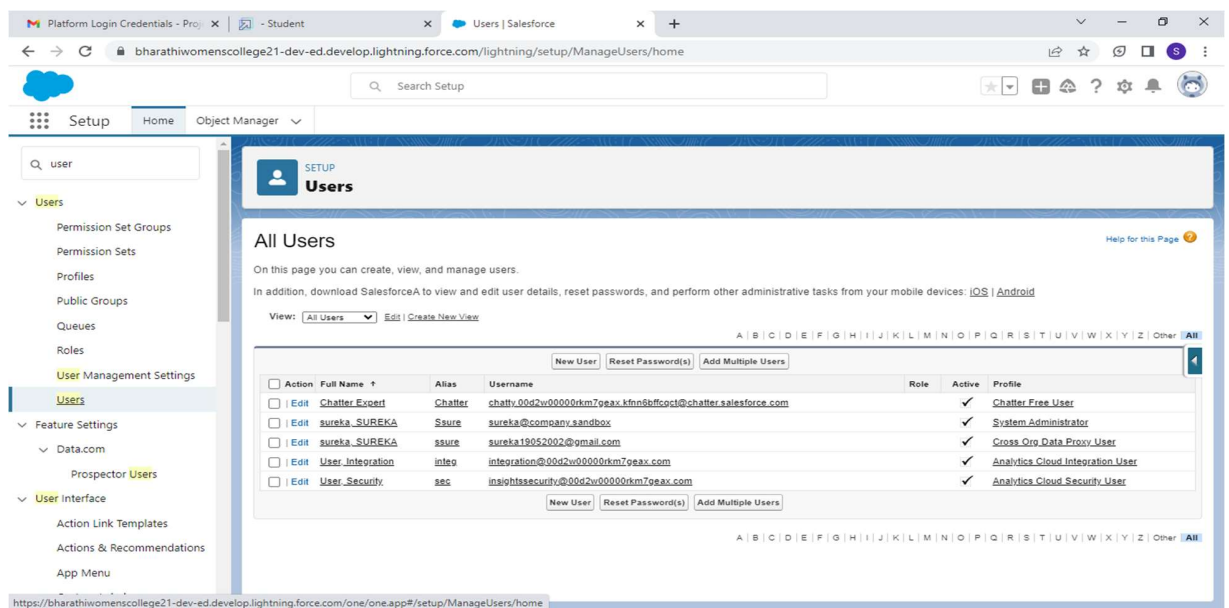 Platform Login Credentials - Proj
- Student
Users | Salesforce
bharathiwomenscollege21-dev-ed.develop.lightning.force.com/lightning/setup/ManageUsers/home
S
Search Setup
Setup
Home
Object Manager
user
Users
Permission Set Groups
Permission Sets
Profiles
Public Groups
Queues
Roles
User Management Settings
Users
Feature Settings
Data.com
Prospector Users
User Interface
Action Link Templates
Actions & Recommendations
App Menu
SETUP
Users
All Users
Help for this Page
On this page you can create, view, and manage users.
In addition, download SalesforceA to view and edit user details, reset passwords, and perform other administrative tasks from your mobile devices: iOS | Android
View: All Users Edit | Create New View
A | B | C | D | E | F | G | H | I | J | K | L | M | N | O | P | Q | R | S | T | U | V | W | X | Y | Z | Other All
New User Reset Password(s) Add Multiple Users
Action Full Name ↑ Alias Username Role Active Profile
| Edit Chatter Expert Chatter chatty.00d2w00000rkm7geax.kfnn6bffcqct@chatter.salesforce.com ✓ Chatter Free User
| Edit sureka, SUREKA Ssure sureka@company.sandbox ✓ System Administrator
| Edit sureka, SUREKA ssure sureka19052002@gmail.com ✓ Cross Org Data Proxy User
| Edit User, Integration integ integration@00d2w00000rkm7geax.com ✓ Analytics Cloud Integration User
| Edit User, Security sec insightssecurity@00d2w00000rkm7geax.com ✓ Analytics Cloud Security User
New User Reset Password(s) Add Multiple Users
A | B | C | D | E | F | G | H | I | J | K | L | M | N | O | P | Q | R | S | T | U | V | W | X | Y | Z | Other All
https://bharathiwomenscollege21-dev-ed.develop.lightning.force.com/one/one.app#/setup/ManageUsers/home